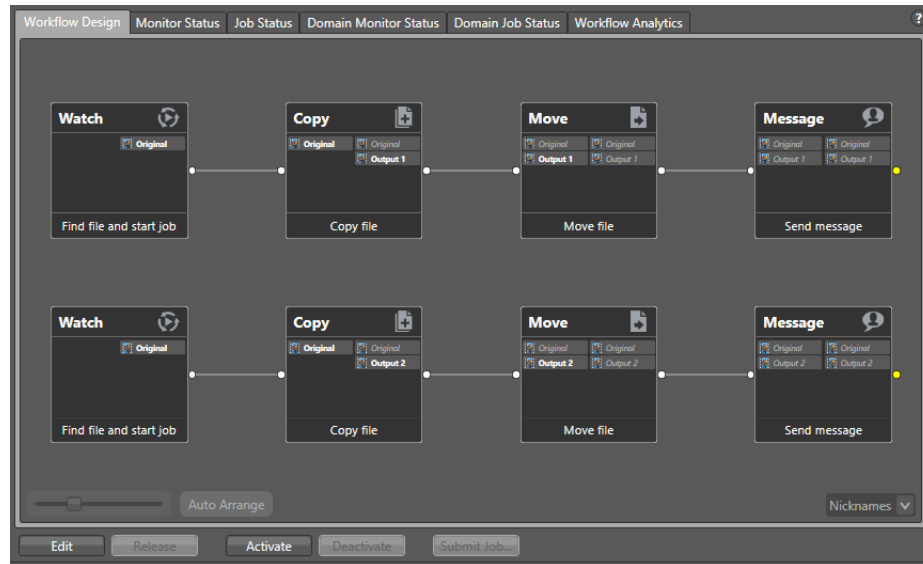 Workflow Design Monitor Status Job Status Domain Monitor Status Domain Job Status Workflow Analytics ?
Watch Copy Move Message
Original Original Original Original Original Original Original
Output 1 Output 1 Output 1 Output 1 Output 1
Find file and start job Copy file Move file Send message
Watch Copy Move Message
Original Original Original Original Original Original Original
Output 2 Output 2 Output 2 Output 2 Output 2
Find file and start job Copy file Move file Send message
Auto Arrange Nicknames
Edit Release Activate Deactivate Submit Job...